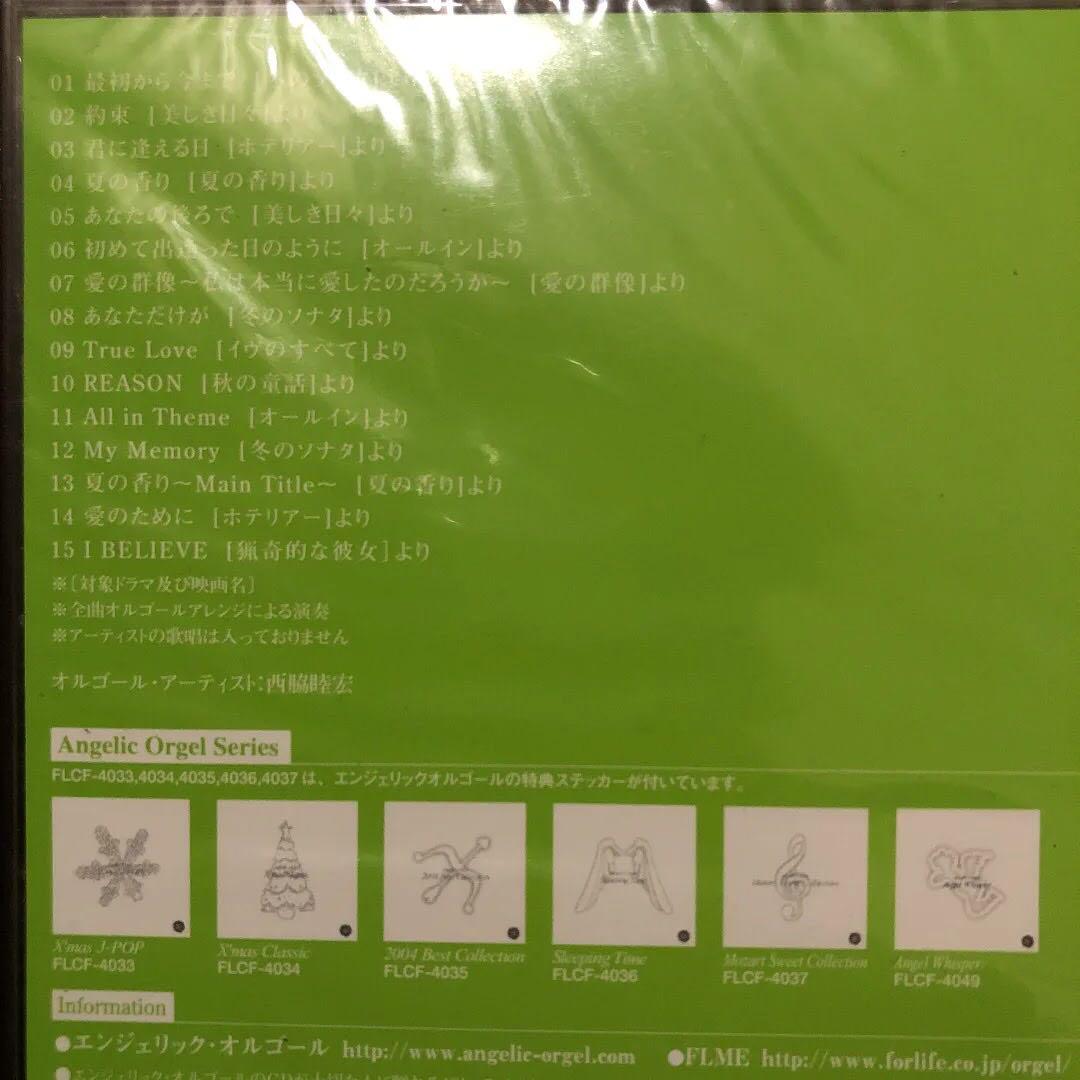 01 最初から今まで
02 約束 [美しき日々]より
03 君に逢える日 [ホテリアー]より
04 夏の香り [夏の香り]より
05 あなたの後ろで [美しき日々]より
06 初めて出逢った日のように [オールイン]より
07 愛の群像〜私は本当に愛したのだろうか〜 [愛の群像]より
08 あなただけが [冬のソナタ]より
09 True Love [イヴのすべて]より
10 REASON [秋の童話]より
11 All in Theme [オールイン]より
12 My Memory [冬のソナタ]より
13 夏の香り〜Main Title〜 [夏の香り]より
14 愛のために [ホテリアー]より
15 I BELIEVE [猟奇的な彼女]より
※〔対象ドラマ及び映画名〕
※全曲オルゴールアレンジによる演奏
※アーティストの歌唱は入っておりません
オルゴール・アーティスト:西脇睦宏
Angelic Orgel Series
FLCF-4033,4034,4035,4036,4037は、エンジェリックオルゴールの特典ステッカーが付いています。
X'mas J-POP
FLCF-4033
X'mas Classic
FLCF-4034
2004 Best Collection
FLCF-4035
Sleeping Time
FLCF-4036
Mozart Sweet Collection
FLCF-4037
Angel Whisper
FLCF-4049
Information
●エンジェリック・オルゴール http://www.angelic-orgel.com ●FLME http://www.forlife.co.jp/orgel/